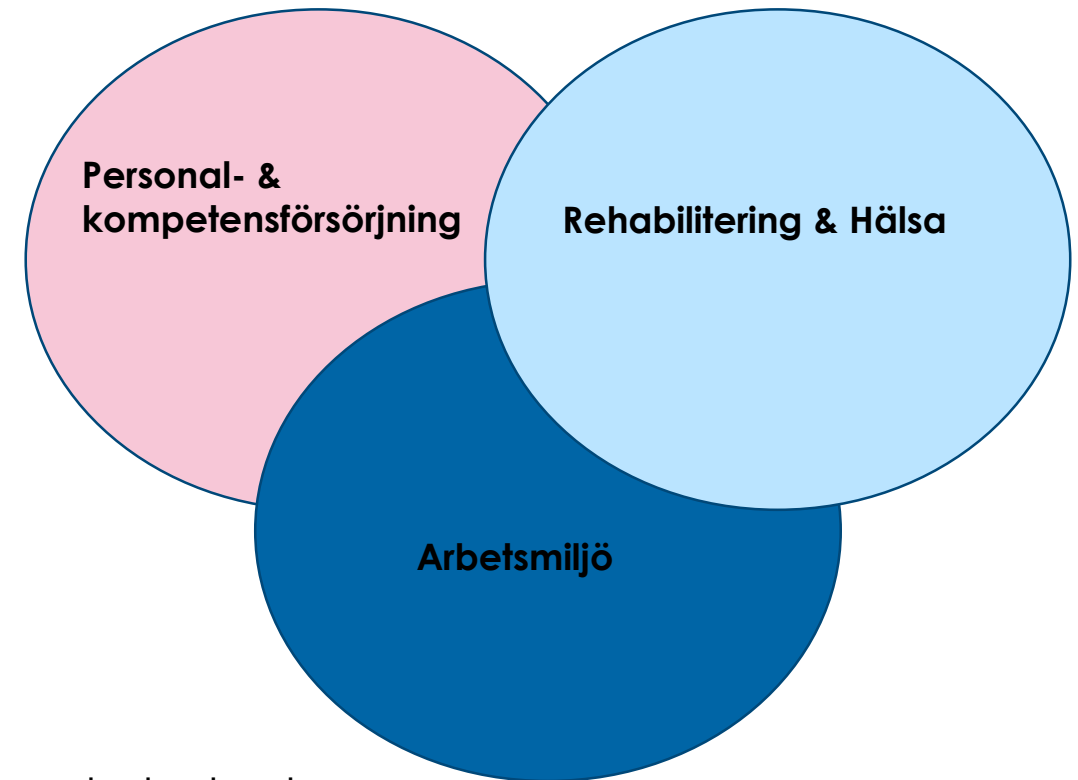 Personal- &
kompetensförsörjning
Rehabilitering & Hälsa
Arbetsmiljö